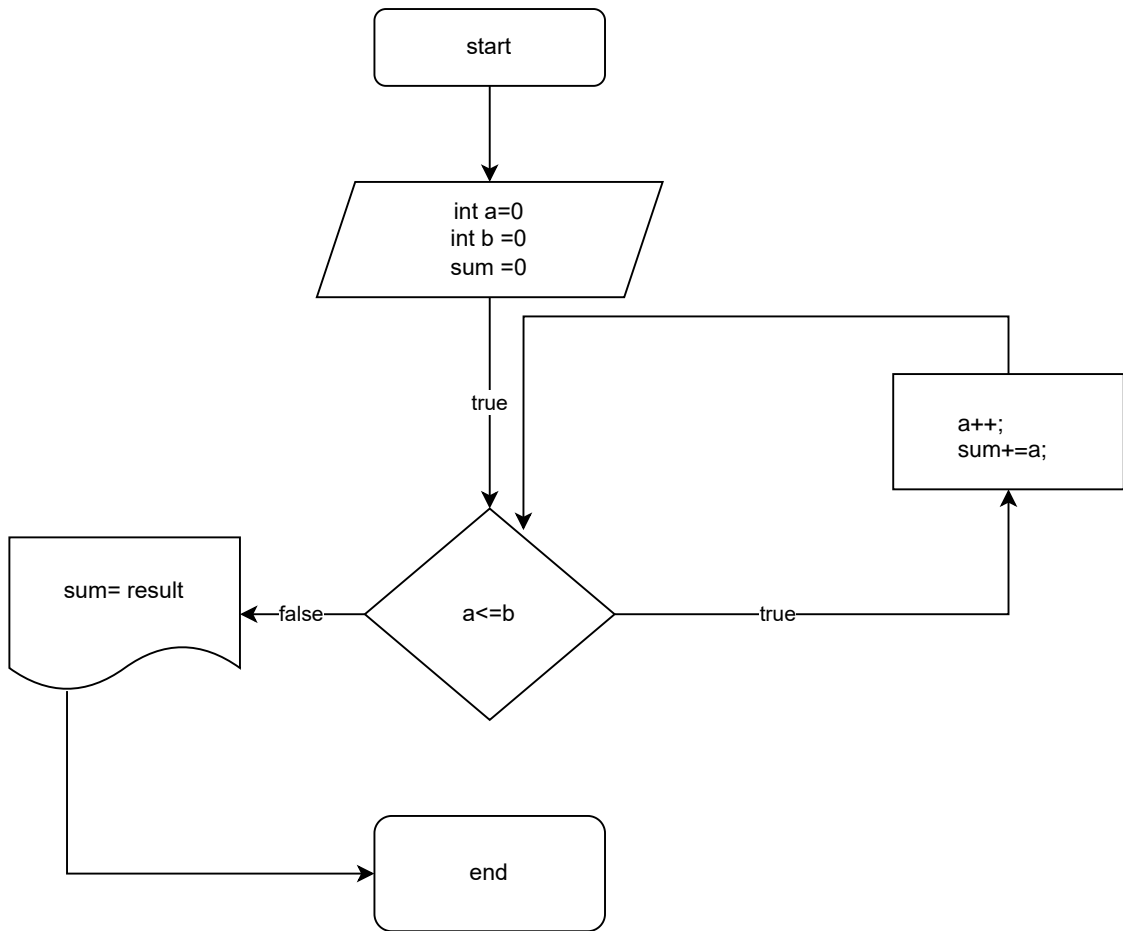 start
int a=0
int b =0
sum =0
true
a++;
sum+=a;
sum= result
false
a<=b
true
end